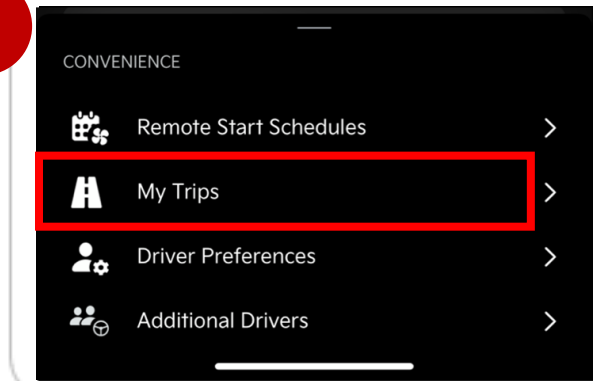 CONVENIENCE
Remote Start Schedules
My Trips
Driver Preferences
Additional Drivers